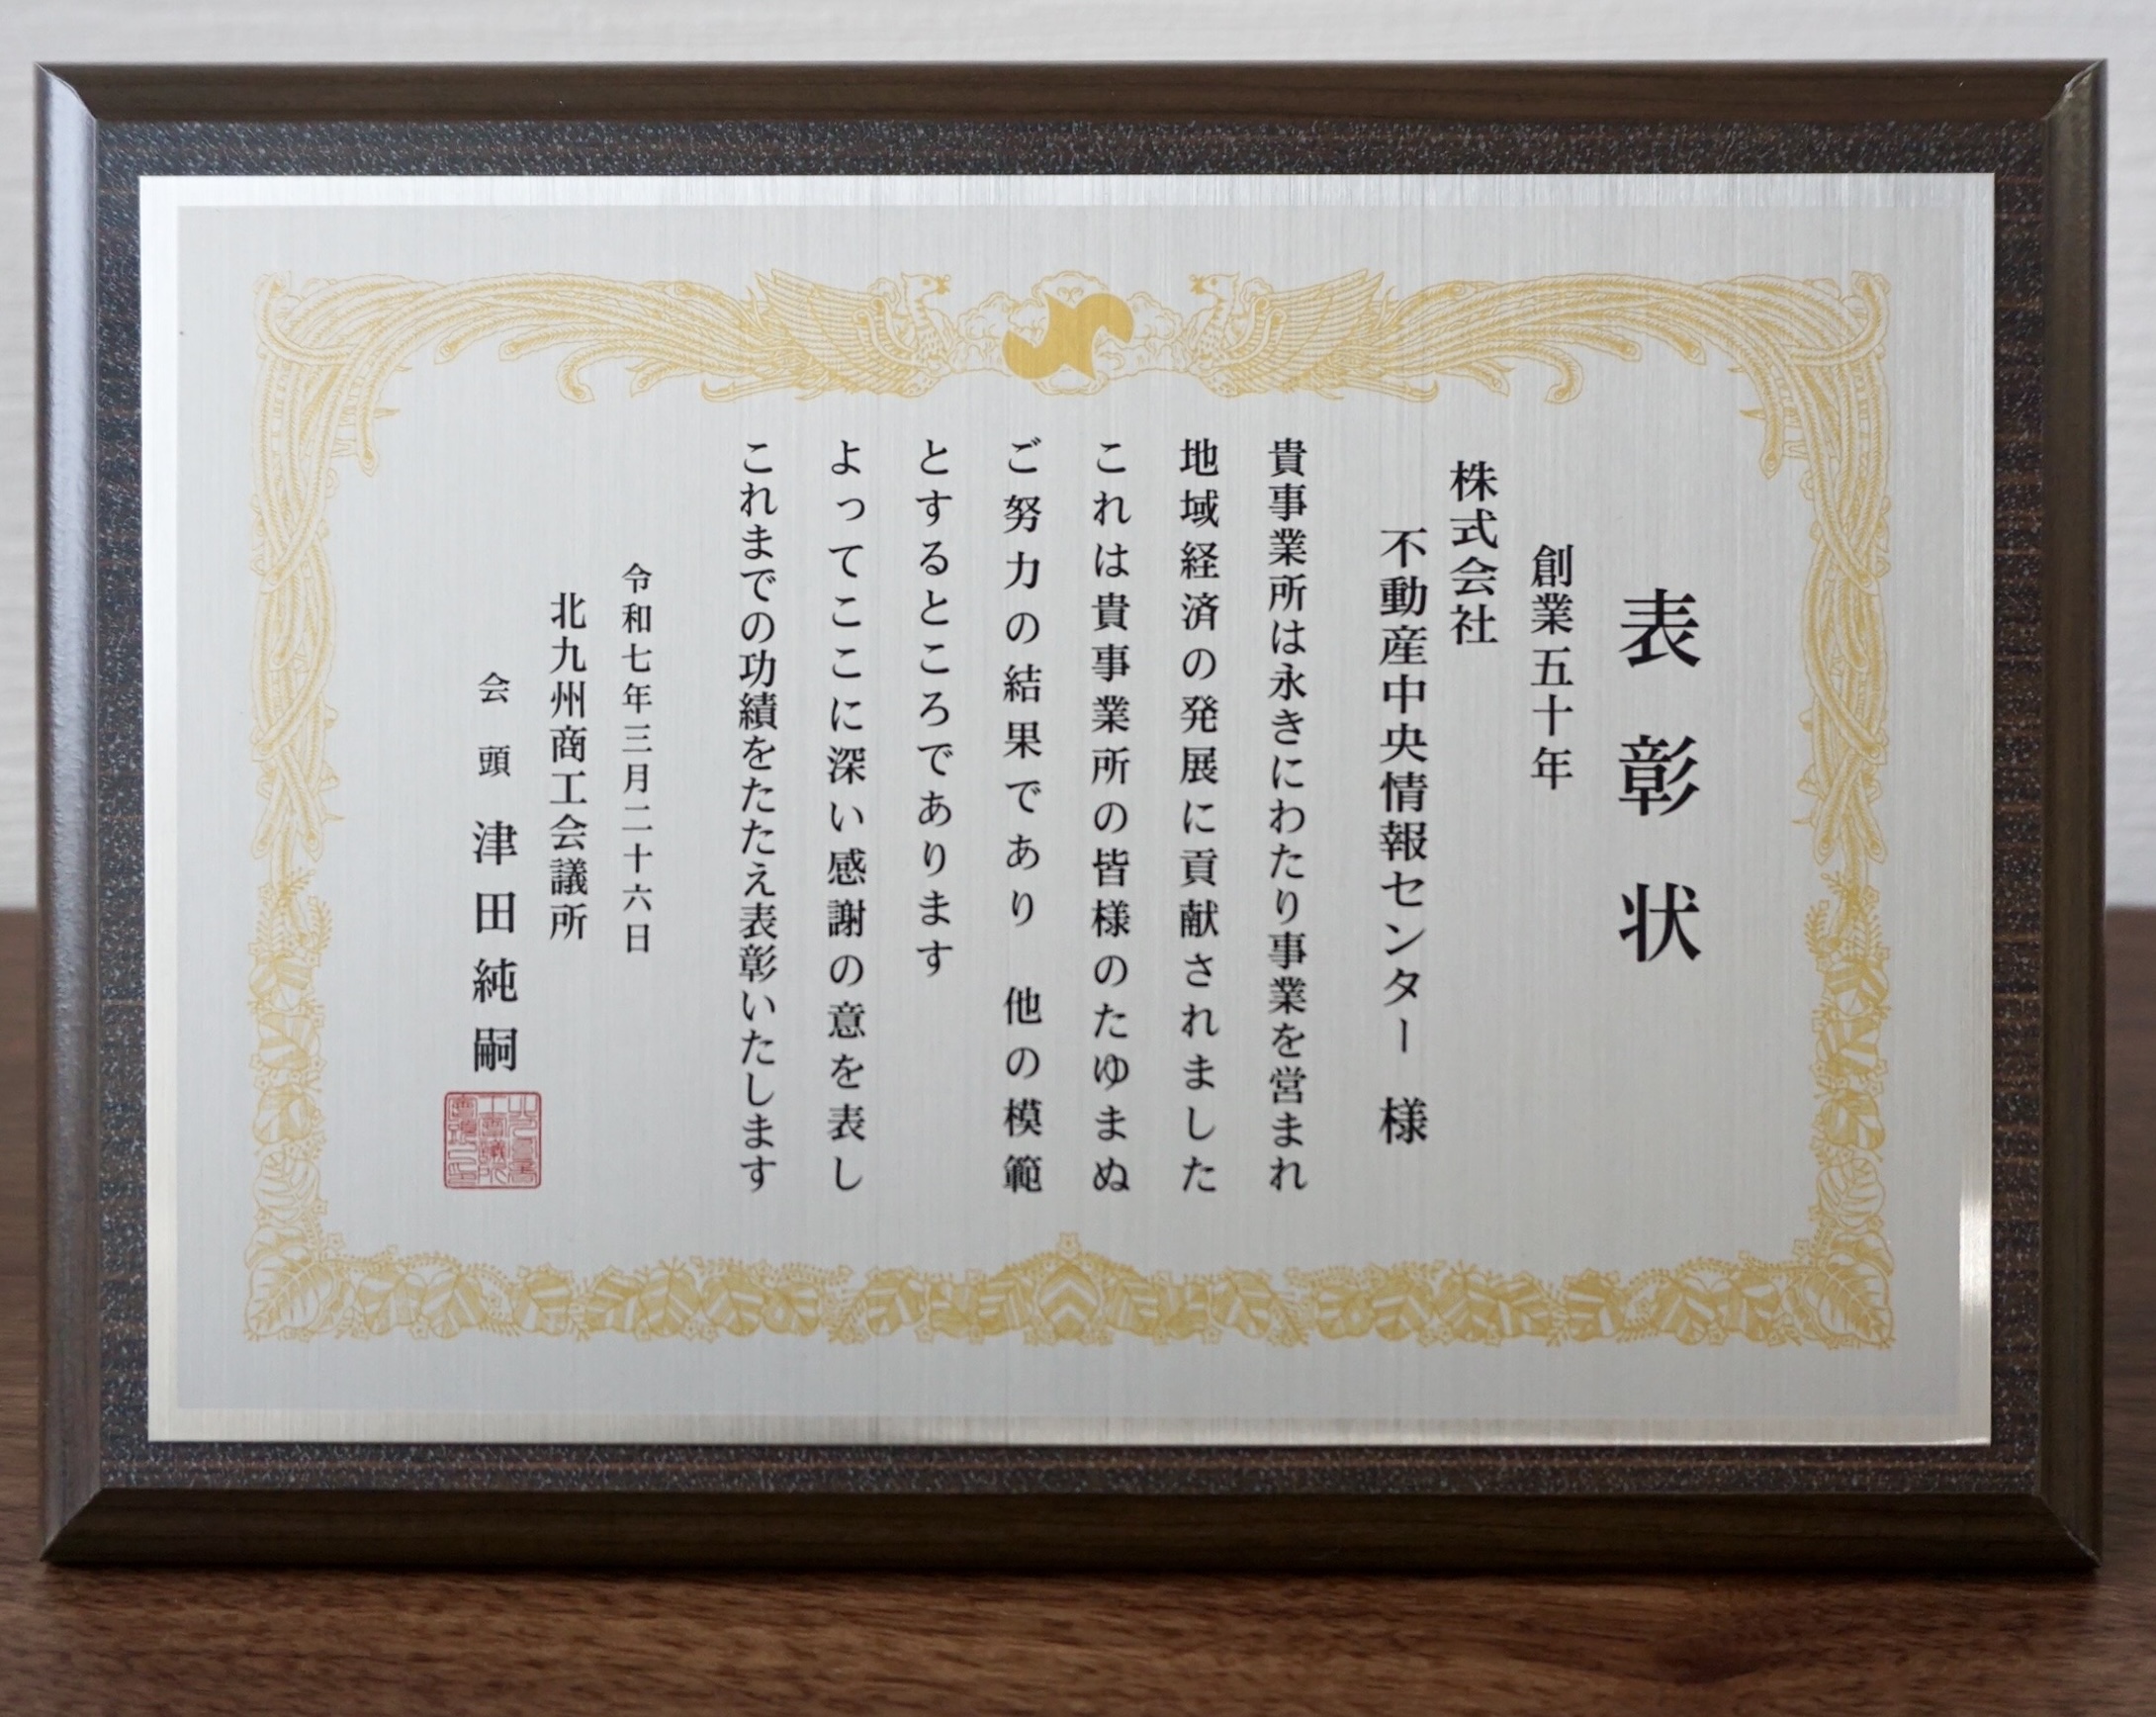 表彰状
創業五十年
株式会社
不動産中央情報センター 様
貴事業所は永きにわたり事業を営まれ
地域経済の発展に貢献されました
これは貴事業所の皆様のたゆまぬ
ご努力の結果であり 他の模範
とするところであります
よってここに深い感謝の意を表し
これまでの功績をたたえ表彰いたします
令和七年三月二十六日
北九州商工会議所
会頭 津田純嗣